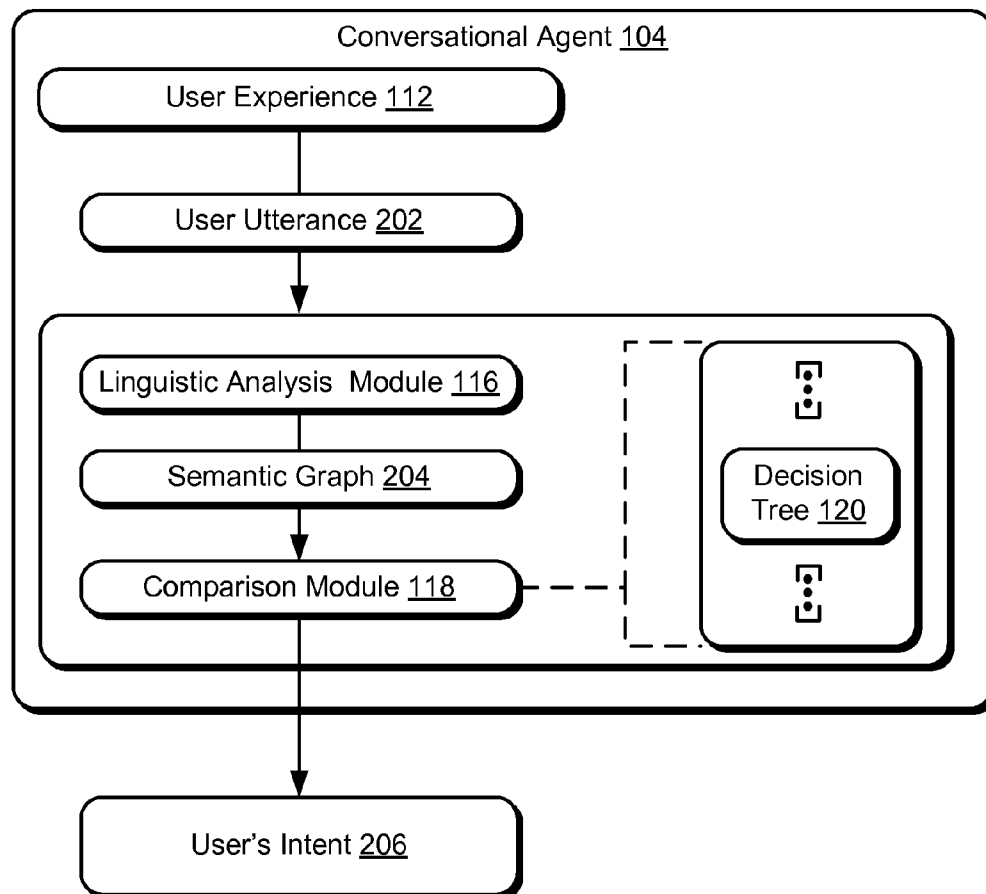 Conversational Agent 104
User Experience 112
User Utterance 202
Linguistic Analysis Module 116
Semantic Graph 204
Comparison Module 118
Decision
Tree 120
User's Intent 206